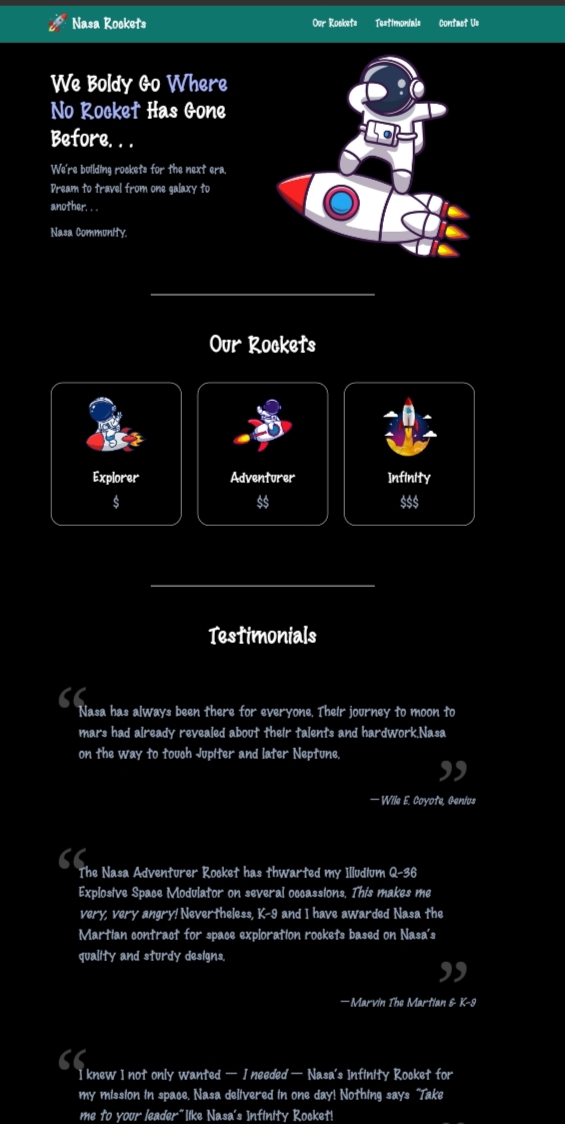 Nasa Rockets
Our Rockets Testimonials Contact Us
We Boldy Go Where
No Rocket Has Gone
Before. . .
We're building rockets for the next era.
Dream to travel from one galaxy to
another. . .
Nasa Community.
Our Rockets
Explorer
$
Adventurer
$$
Infinity
$$$
Testimonials
“
Nasa has always been there for everyone. Their journey to moon to
mars had already revealed about their talents and hardwork.Nasa
on the way to touch Jupiter and later Neptune.
”
—Wile E. Coyote, Genius
“
The Nasa Adventurer Rocket has thwarted my Illudium Q-36
Explosive Space Modulator on several occassions. This makes me
very, very angry! Nevertheless, K-9 and I have awarded Nasa the
Martian contract for space exploration rockets based on Nasa's
quality and sturdy designs.
”
—Marvin The Martian & K-9
“
I knew I not only wanted — I needed — Nasa's Infinity Rocket for
my mission in space. Nasa delivered in one day! Nothing says "Take
me to your leader" like Nasa's Infinity Rocket!